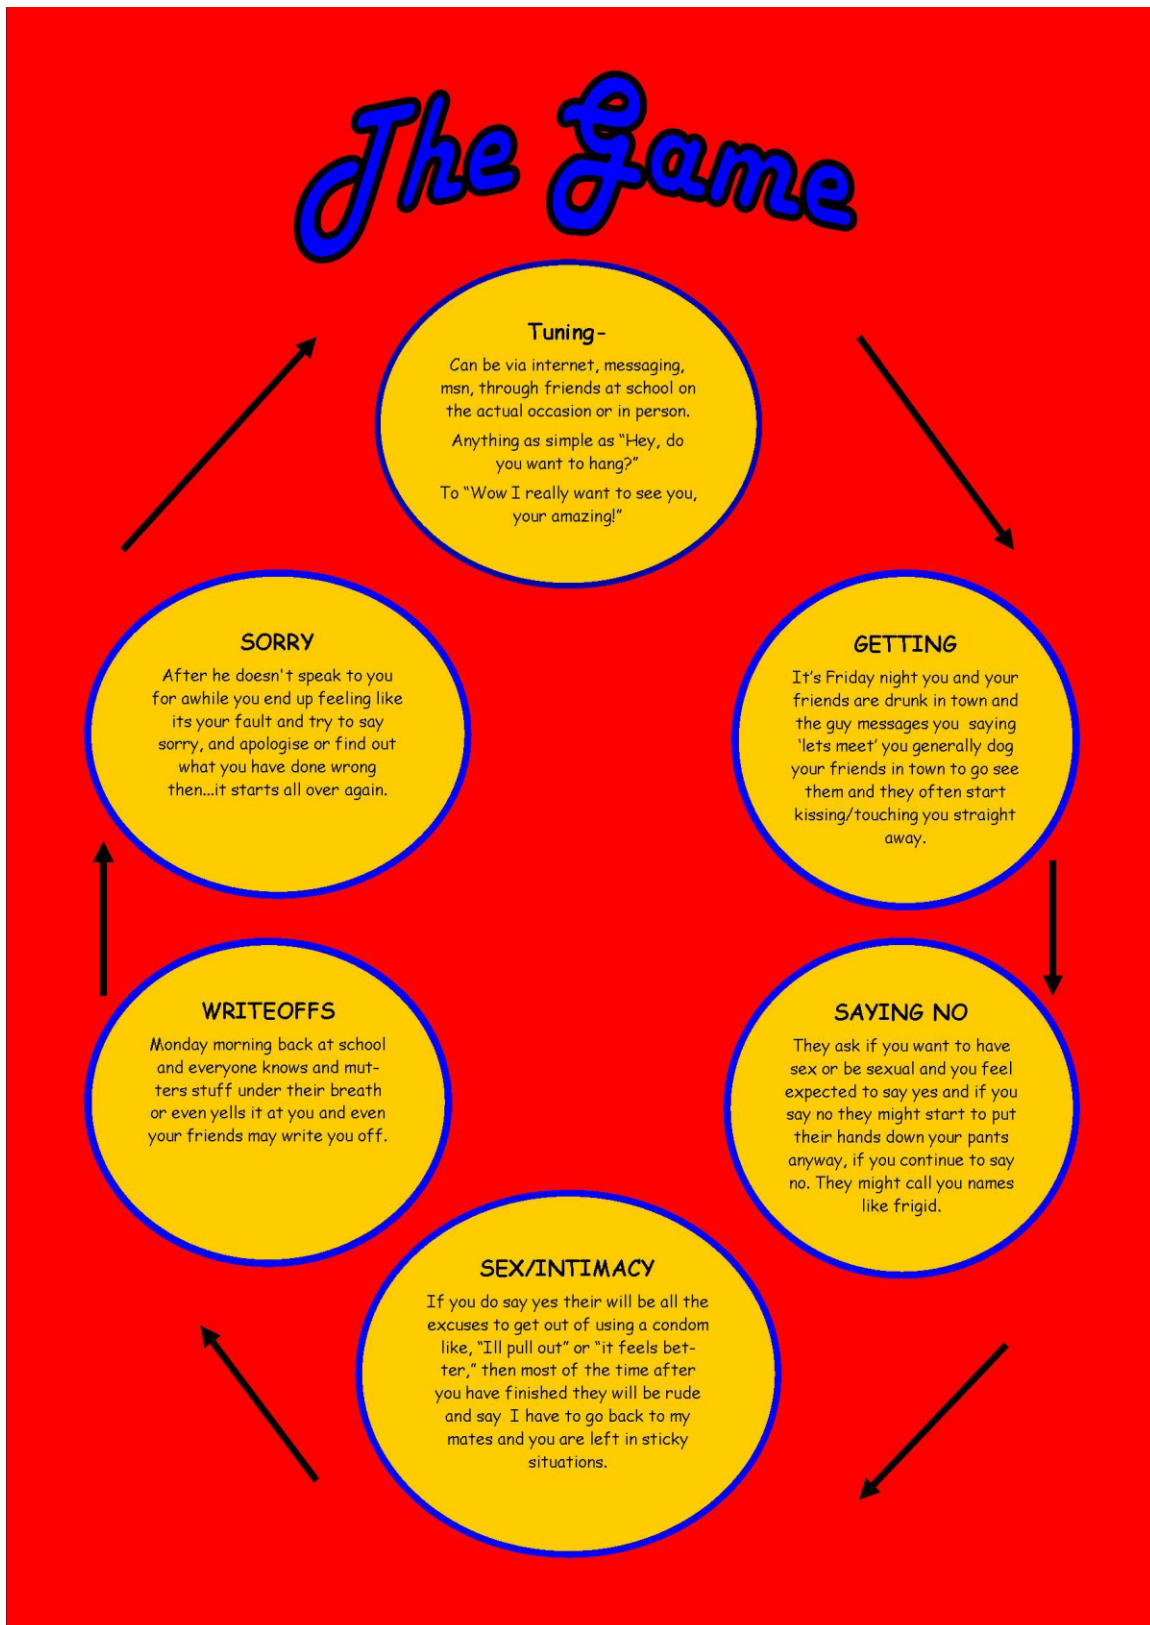 The Game
Tuning-
Can be via internet, messaging,
msn, through friends at school on
the actual occasion or in person.
Anything as simple as “Hey, do
you want to hang?”
To “Wow I really want to see you,
your amazing!”
GETTING
It’s Friday night you and your
friends are drunk in town and
the guy messages you saying
‘lets meet’ you generally dog
your friends in town to go see
them and they often start
kissing/touching you straight
away.
SAYING NO
They ask if you want to have
sex or be sexual and you feel
expected to say yes and if you
say no they might start to put
their hands down your pants
anyway, if you continue to say
no. They might call you names
like frigid.
SEX/INTIMACY
If you do say yes their will be all the
excuses to get out of using a condom
like, “Ill pull out” or “it feels bet-
ter,” then most of the time after
you have finished they will be rude
and say I have to go back to my
mates and you are left in sticky
situations.
WRITEOFFS
Monday morning back at school
and everyone knows and mut-
ters stuff under their breath
or even yells it at you and even
your friends may write you off.
SORRY
After he doesn't speak to you
for awhile you end up feeling like
its your fault and try to say
sorry, and apologise or find out
what you have done wrong
then...it starts all over again.